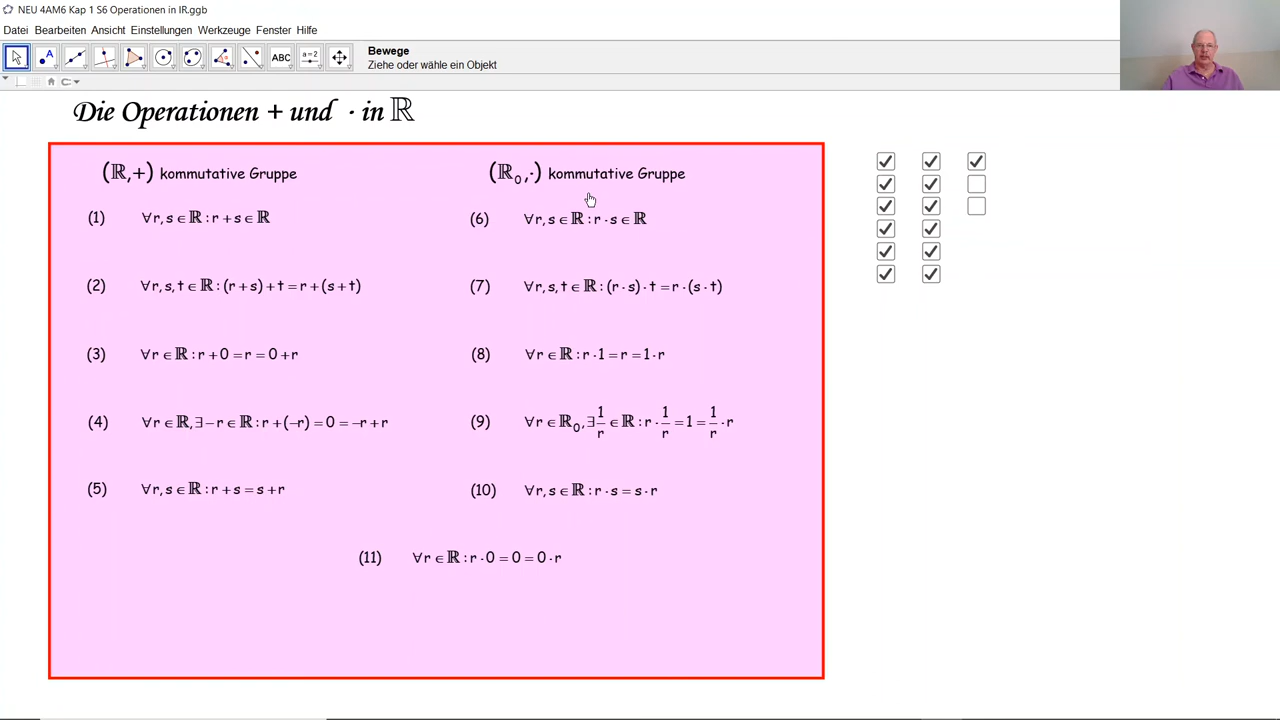 NEU 4AM6 Kap 1 S6 Operationen in IR.ggb
Datei Bearbeiten Ansicht Einstellungen Werkzeuge Fenster Hilfe
A
ABC
a=2
Bewege
Ziehe oder wähle ein Objekt
Die Operationen + und · in ℝ
(ℝ,+) kommutative Gruppe
(ℝ₀,·) kommutative Gruppe
(1) ∀r,s∈ℝ:r+s∈ℝ
(6) ∀r,s∈ℝ:r·s∈ℝ
(2) ∀r,s,t∈ℝ:(r+s)+t=r+(s+t)
(7) ∀r,s,t∈ℝ:(r·s)·t=r·(s·t)
(3) ∀r∈ℝ:r+0=r=0+r
(8) ∀r∈ℝ:r·1=r=1·r
(4) ∀r∈ℝ,∃−r∈ℝ:r+(−r)=0=−r+r
(9) ∀r∈ℝ₀,∃1/r∈ℝ:r·1/r=1=1/r·r
(5) ∀r,s∈ℝ:r+s=s+r
(10) ∀r,s∈ℝ:r·s=s·r
(11) ∀r∈ℝ:r·0=0=0·r